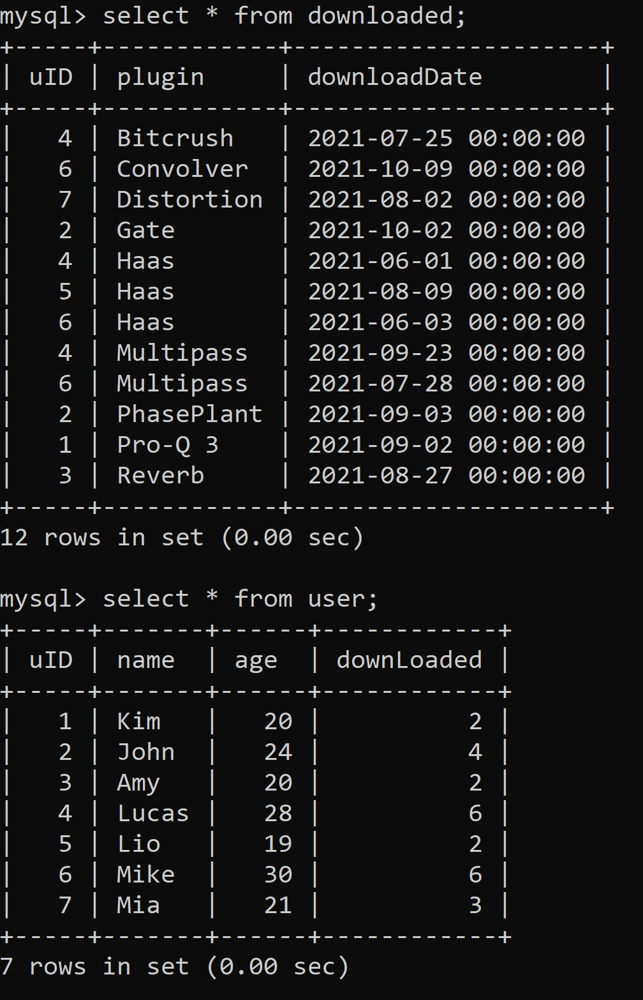 mysql> select * from downloaded;
+-----+------------+---------------------+
| uID | plugin     | downloadDate        |
+-----+------------+---------------------+
|   4 | Bitcrush   | 2021-07-25 00:00:00 |
|   6 | Convolver  | 2021-10-09 00:00:00 |
|   7 | Distortion | 2021-08-02 00:00:00 |
|   2 | Gate       | 2021-10-02 00:00:00 |
|   4 | Haas       | 2021-06-01 00:00:00 |
|   5 | Haas       | 2021-08-09 00:00:00 |
|   6 | Haas       | 2021-06-03 00:00:00 |
|   4 | Multipass  | 2021-09-23 00:00:00 |
|   6 | Multipass  | 2021-07-28 00:00:00 |
|   2 | PhasePlant | 2021-09-03 00:00:00 |
|   1 | Pro-Q 3    | 2021-09-02 00:00:00 |
|   3 | Reverb     | 2021-08-27 00:00:00 |
+-----+------------+---------------------+
12 rows in set (0.00 sec)

mysql> select * from user;
+-----+-------+------+------------+
| uID | name  | age  | downLoaded |
+-----+-------+------+------------+
|   1 | Kim   |   20 |          2 |
|   2 | John  |   24 |          4 |
|   3 | Amy   |   20 |          2 |
|   4 | Lucas |   28 |          6 |
|   5 | Lio   |   19 |          2 |
|   6 | Mike  |   30 |          6 |
|   7 | Mia   |   21 |          3 |
+-----+-------+------+------------+
7 rows in set (0.00 sec)